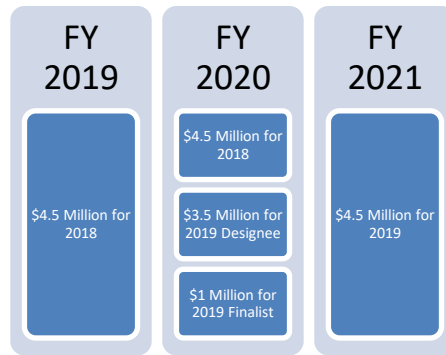 FY
2019
$4.5 Million for
2018
FY
2020
$4.5 Million for
2018
$3.5 Million for
2019 Designee
$1 Million for
2019 Finalist
FY
2021
$4.5 Million for
2019